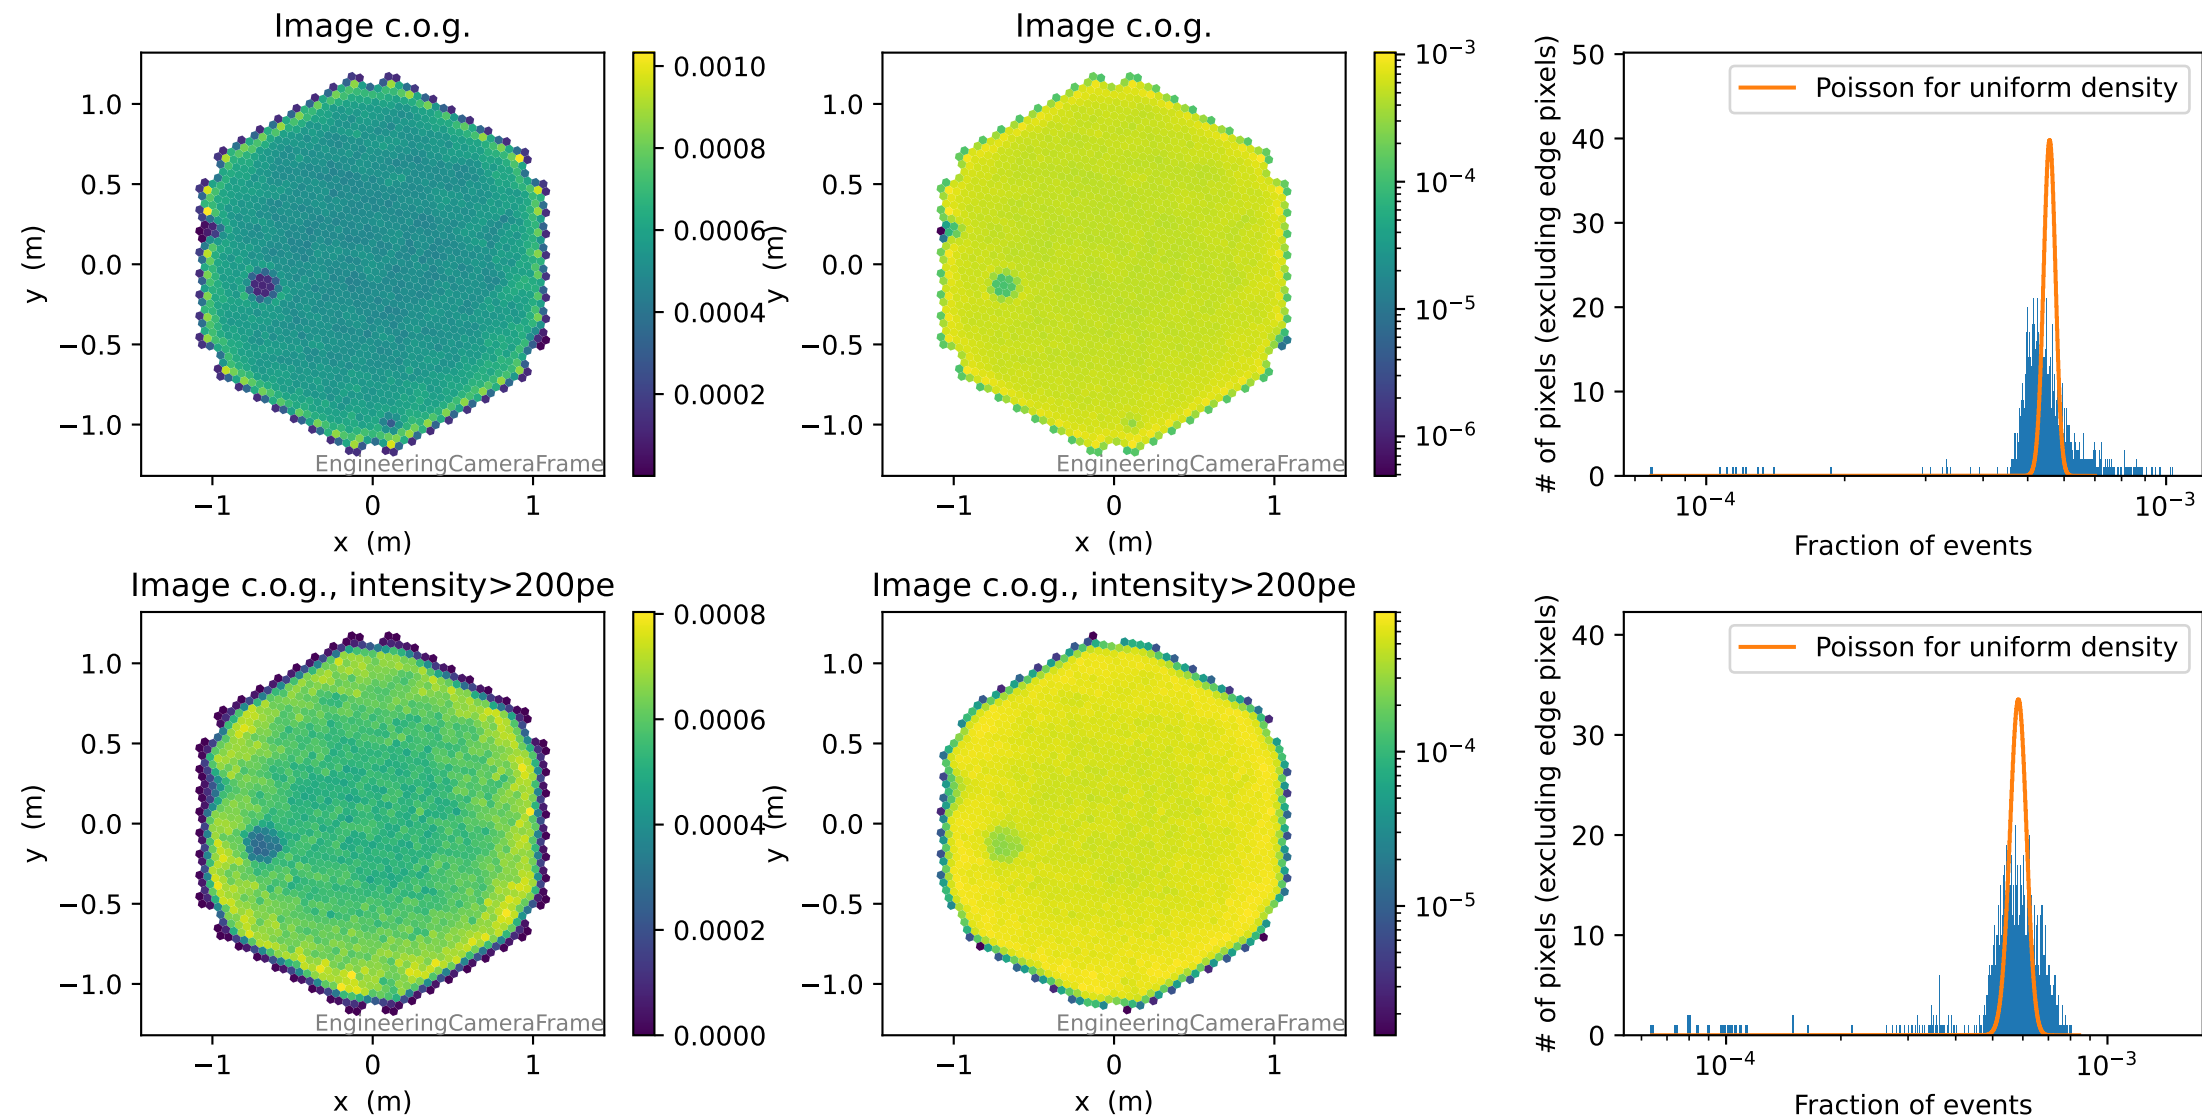 Image c.o.g.
1.0
0.5
0.0
−0.5
−1.0
y (m)
−1
0
1
x (m)
EngineeringCameraFrame
0.0010
0.0008
0.0006
0.0004
0.0002
Image c.o.g.
1.0
0.5
0.0
−0.5
−1.0
y (m)
−1
0
1
x (m)
EngineeringCameraFrame
10⁻³
10⁻⁴
10⁻⁵
10⁻⁶
50
40
30
20
10
0
# of pixels (excluding edge pixels)
Poisson for uniform density
10⁻⁴
10⁻³
Fraction of events
Image c.o.g., intensity>200pe
1.0
0.5
0.0
−0.5
−1.0
y (m)
−1
0
1
x (m)
EngineeringCameraFrame
0.0008
0.0006
0.0004
0.0002
0.0000
Image c.o.g., intensity>200pe
1.0
0.5
0.0
−0.5
−1.0
y (m)
−1
0
1
x (m)
EngineeringCameraFrame
10⁻⁴
10⁻⁵
40
30
20
10
0
# of pixels (excluding edge pixels)
Poisson for uniform density
10⁻⁴
10⁻³
Fraction of events